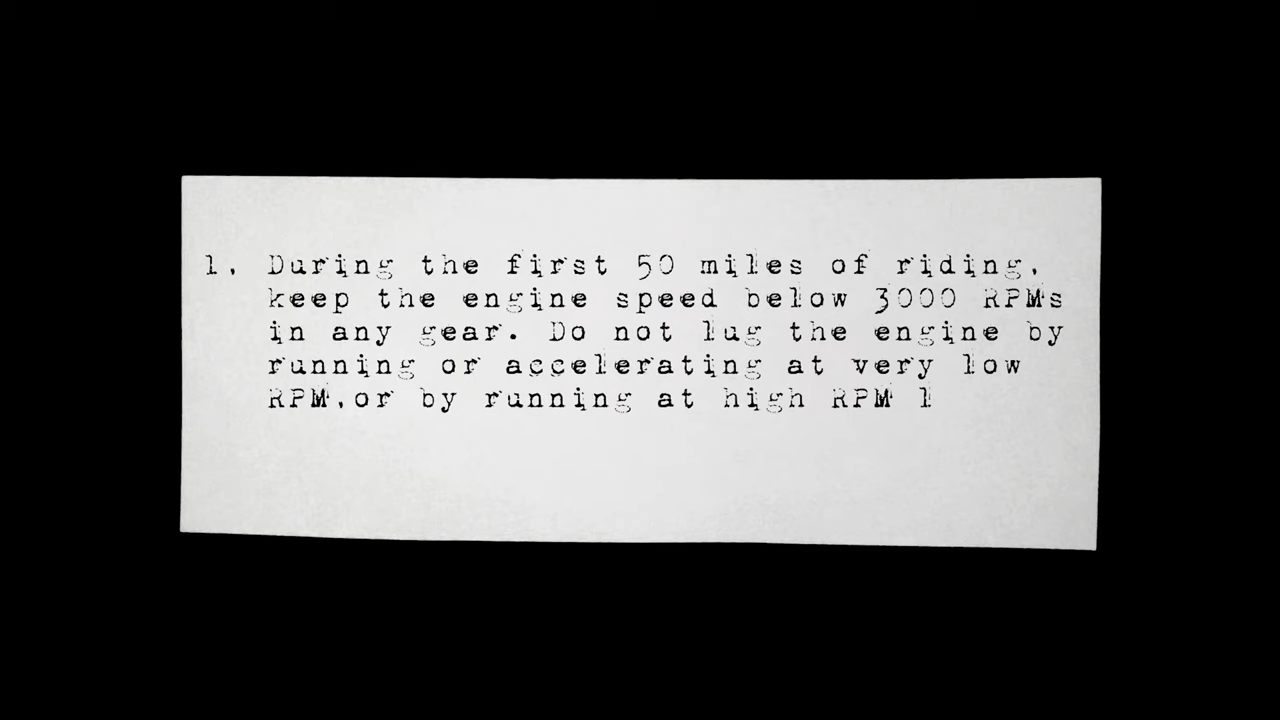 1. During the first 50 miles of riding,
keep the engine speed below 3000 RPMs
in any gear. Do not lug the engine by
running or accelerating at very low
RPM,or by running at high RPM l